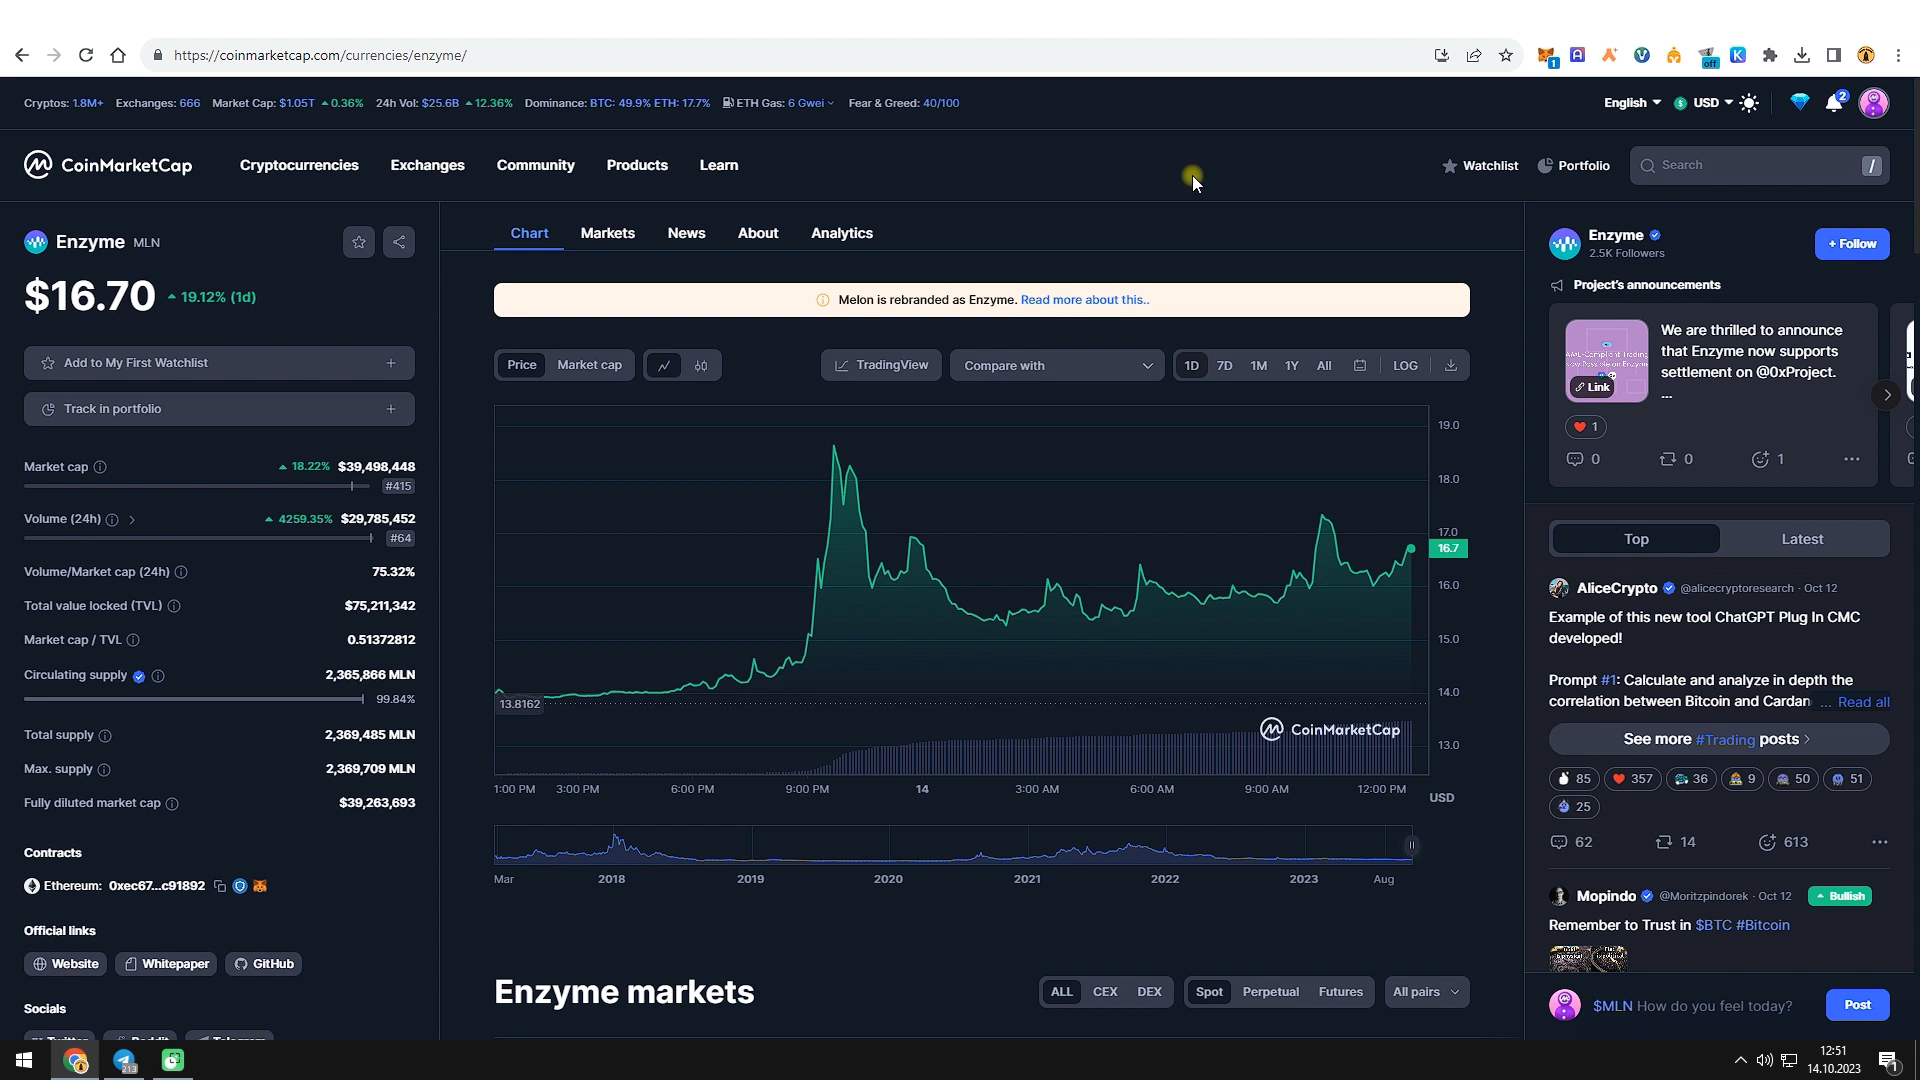 https://coinmarketcap.com/currencies/enzyme/
1
off
Cryptos: 1.8M+ Exchanges: 666 Market Cap: $1.05T 0.36% 24h Vol: $25.6B 12.36% Dominance: BTC: 49.9% ETH: 17.7% ETH Gas: 6 Gwei Fear & Greed: 40/100
English USD 2
CoinMarketCap Cryptocurrencies Exchanges Community Products Learn
Watchlist Portfolio Search /
Enzyme MLN
$16.70 19.12% (1d)
Add to My First Watchlist +
Track in portfolio +
Market cap 18.22% $39,498,448
#415
Volume (24h) 4259.35% $29,785,452
#64
Volume/Market cap (24h) 75.32%
Total value locked (TVL) $75,211,342
Market cap / TVL 0.51372812
Circulating supply 2,365,866 MLN
99.84%
Total supply 2,369,485 MLN
Max. supply 2,369,709 MLN
Fully diluted market cap $39,263,693
Contracts
Ethereum: 0xec67...c91892
Official links
Website Whitepaper GitHub
Socials
Twitter Reddit Telegram
Chart Markets News About Analytics
Melon is rebranded as Enzyme. Read more about this..
Price Market cap TradingView Compare with 1D 7D 1M 1Y All LOG
19.0
18.0
17.0
16.7
16.0
15.0
14.0
13.8162
CoinMarketCap
13.0
1:00 PM 3:00 PM 6:00 PM 9:00 PM 14 3:00 AM 6:00 AM 9:00 AM 12:00 PM
USD
Mar 2018 2019 2020 2021 2022 2023 Aug
Enzyme markets
ALL CEX DEX Spot Perpetual Futures All pairs
Enzyme
2.5K Followers
+ Follow
Project's announcements
Link
We are thrilled to announce
that Enzyme now supports
settlement on @0xProject.
...
1
0 0 1
Top Latest
AliceCrypto @alicecryptoresearch · Oct 12
Example of this new tool ChatGPT Plug In CMC
developed!
Prompt #1: Calculate and analyze in depth the
correlation between Bitcoin and Cardan ... Read all
See more #Trading posts
85 357 36 9 50 51
25
62 14 613
Mopindo @Moritzpindorek · Oct 12 Bullish
Remember to Trust in $BTC #Bitcoin
$MLN How do you feel today? Post
213
12:51
14.10.2023
1